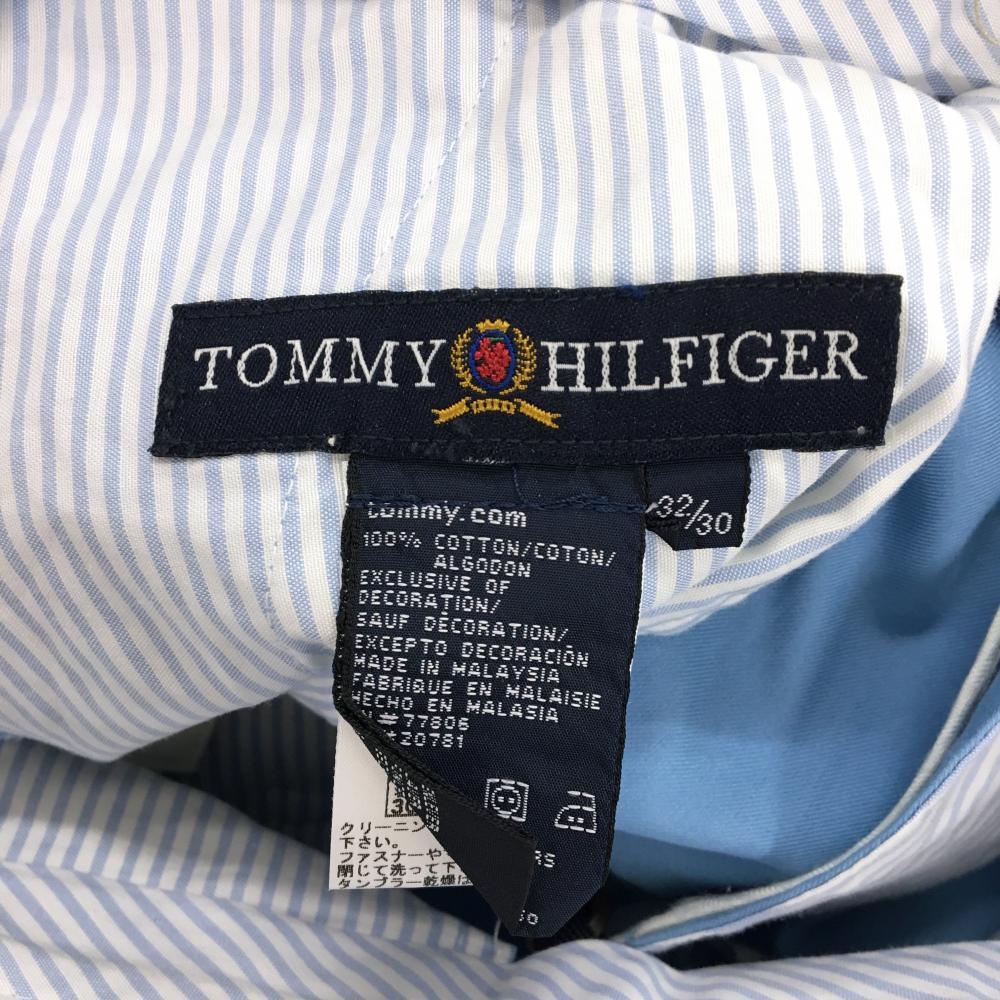 TOMMY HILFIGER
32/30
tommy.com
100% COTTON/COTON/
ALGODON
EXCLUSIVE OF
DECORATION/
SAUF DÉCORATION/
EXCEPTO DECORACIÓN
MADE IN MALAYSIA
FABRIQUE EN MALAISIE
HECHO EN MALASIA
77806
20781
クリーニン
下さい。
ファスナーや
閉じて洗って下
タンブラー乾燥は